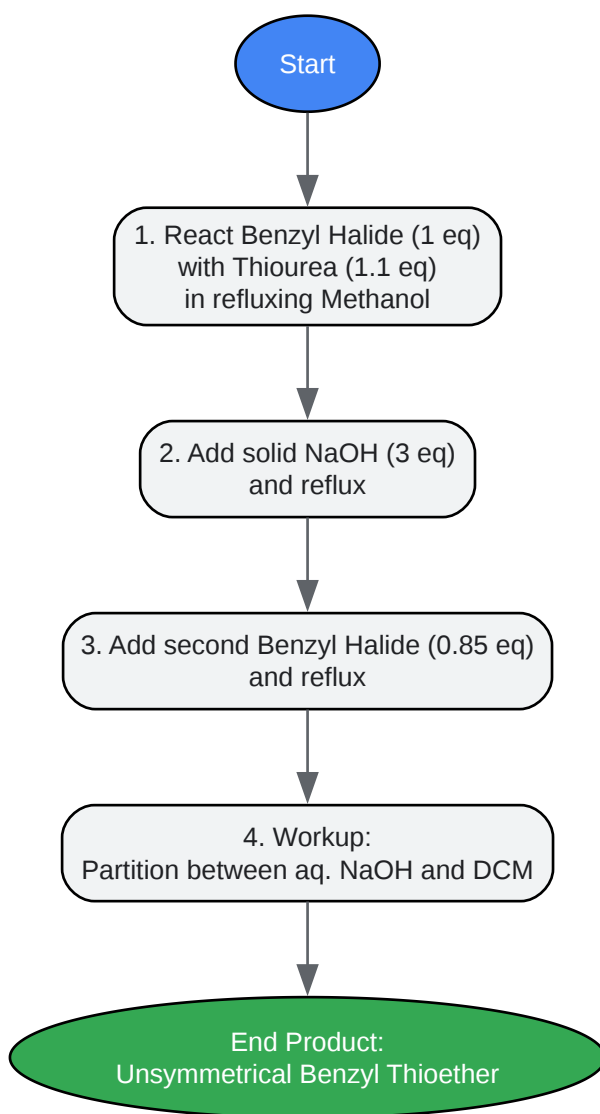 Start
1. React Benzyl Halide (1 eq)
with Thiourea (1.1 eq)
in refluxing Methanol
2. Add solid NaOH (3 eq)
and reflux
3. Add second Benzyl Halide (0.85 eq)
and reflux
4. Workup:
Partition between aq. NaOH and DCM
End Product:
Unsymmetrical Benzyl Thioether